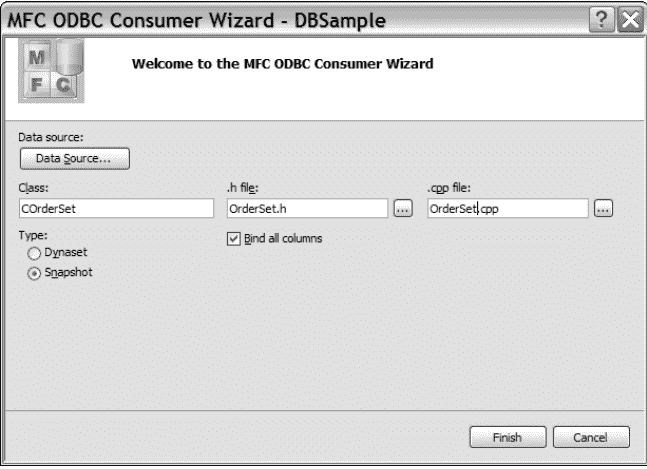 MFC ODBC Consumer Wizard - DBSample
M
F C
Welcome to the MFC ODBC Consumer Wizard
Data source:
Data Source...
Class: .h file: .cpp file:
COrderSet OrderSet.h ... OrderSet.cpp ...
Type: Bind all columns
Dynaset
Snapshot
Finish Cancel